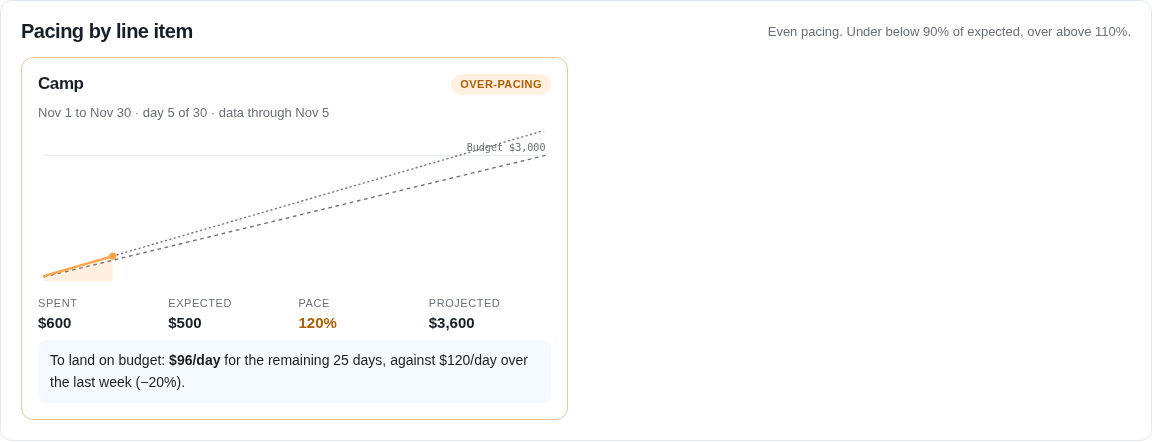 Pacing by line item
Even pacing. Under below 90% of expected, over above 110%.
Camp
OVER-PACING
Nov 1 to Nov 30 · day 5 of 30 · data through Nov 5
Budget $3,000
SPENT
$600
EXPECTED
$500
PACE
120%
PROJECTED
$3,600
To land on budget: $96/day for the remaining 25 days, against $120/day over
the last week (−20%).